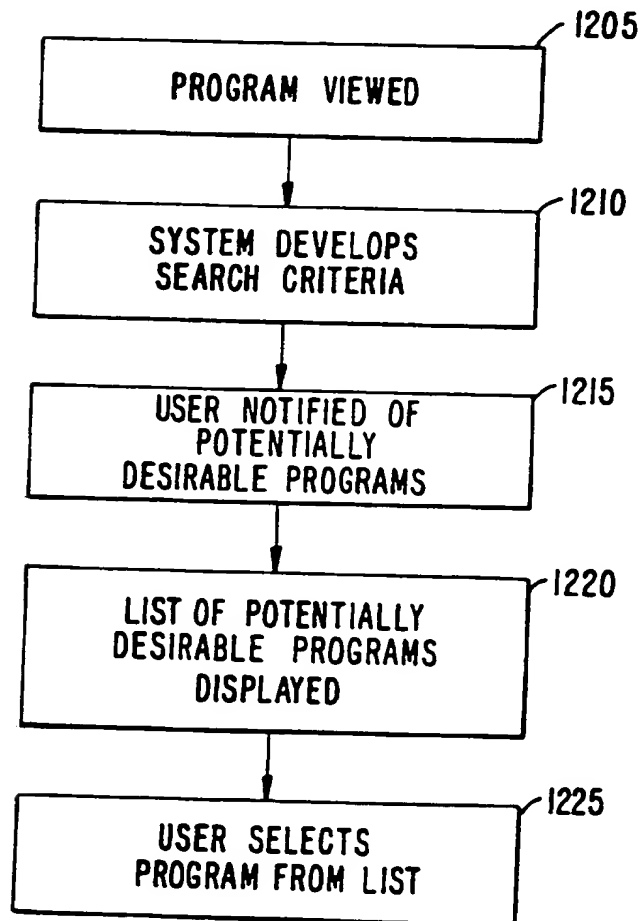 1205
PROGRAM VIEWED
1210
SYSTEM DEVELOPS
SEARCH CRITERIA
1215
USER NOTIFIED OF
POTENTIALLY
DESIRABLE PROGRAMS
1220
LIST OF POTENTIALLY
DESIRABLE PROGRAMS
DISPLAYED
1225
USER SELECTS
PROGRAM FROM LIST